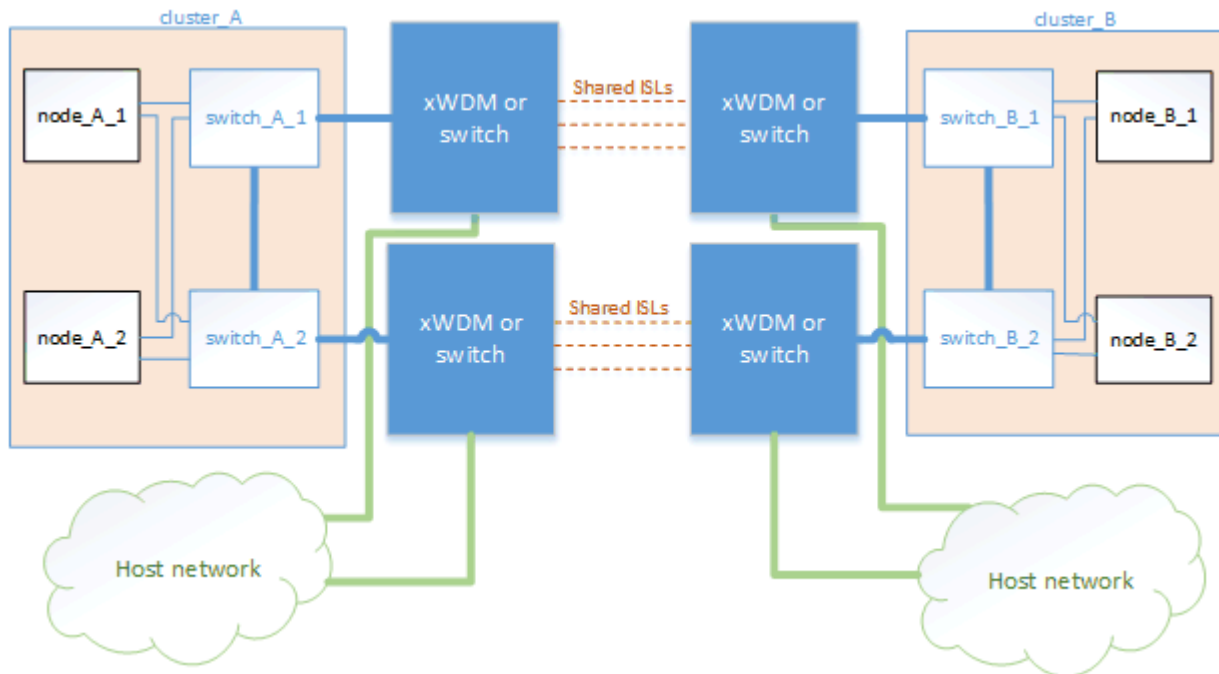 cluster_A
cluster_B
node_A_1
switch_A_1
xWDM or
switch
Shared ISLs
xWDM or
switch
switch_B_1
node_B_1
node_A_2
switch_A_2
xWDM or
switch
Shared ISLs
xWDM or
switch
switch_B_2
node_B_2
Host network
Host network